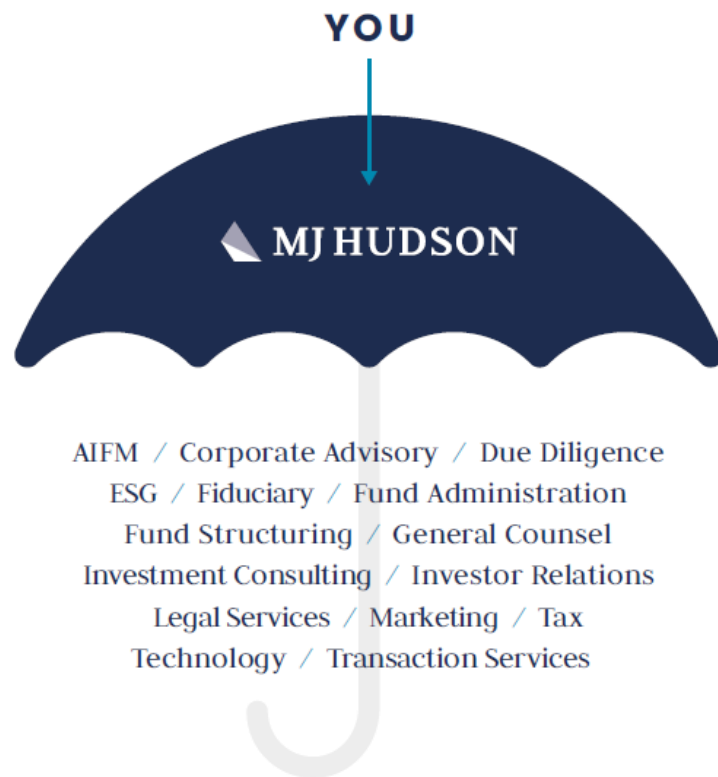 YOU
MJ HUDSON
AIFM / Corporate Advisory / Due Diligence
ESG / Fiduciary / Fund Administration
Fund Structuring / General Counsel
Investment Consulting / Investor Relations
Legal Services / Marketing / Tax
Technology / Transaction Services